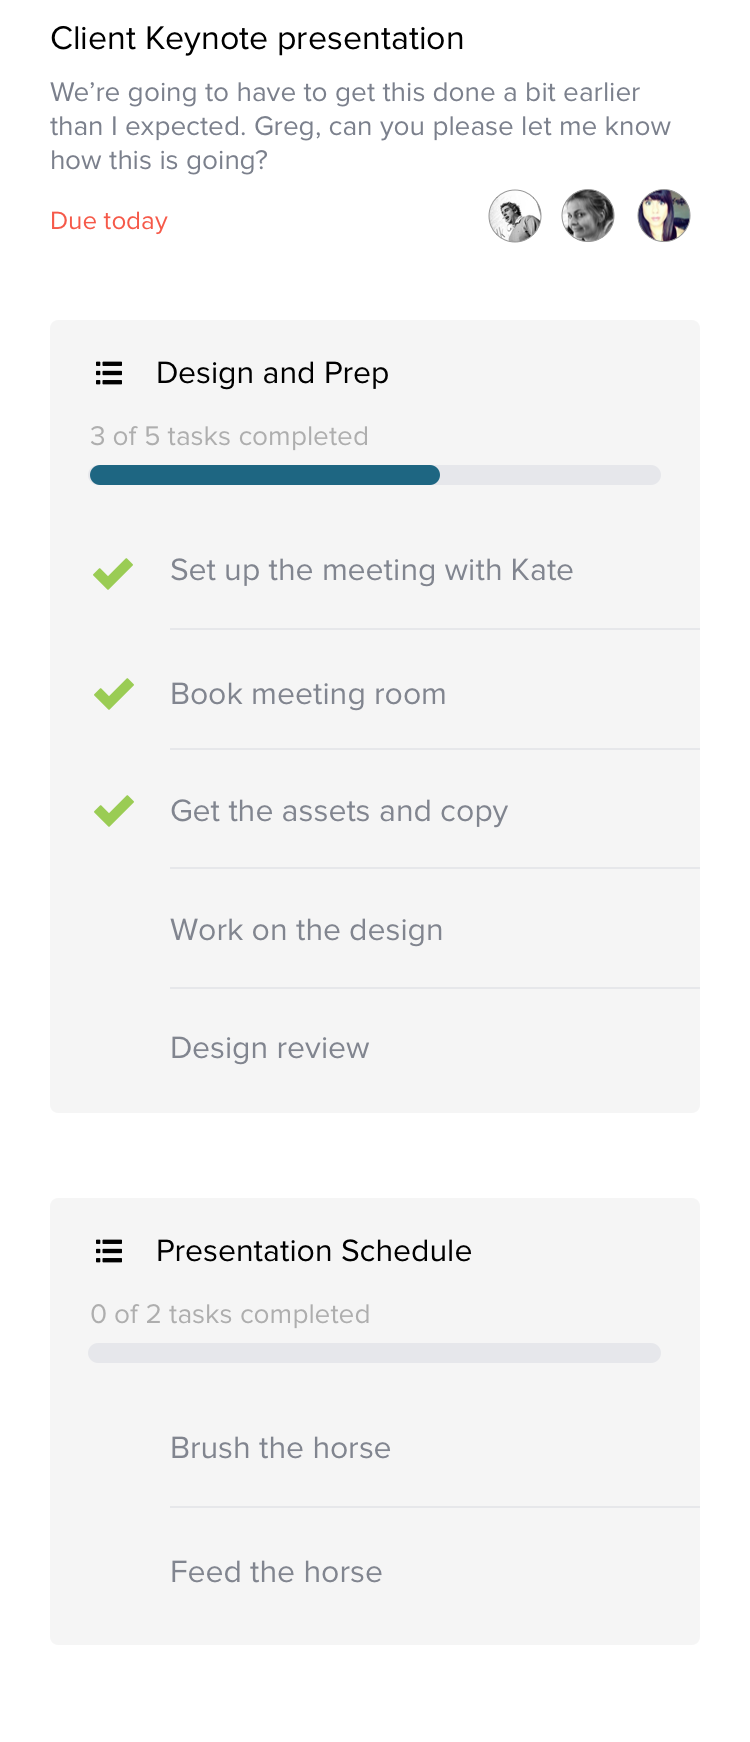 Client Keynote presentation
We’re going to have to get this done a bit earlier
than I expected. Greg, can you please let me know
how this is going?
Due today
Design and Prep
3 of 5 tasks completed
Set up the meeting with Kate
Book meeting room
Get the assets and copy
Work on the design
Design review
Presentation Schedule
0 of 2 tasks completed
Brush the horse
Feed the horse